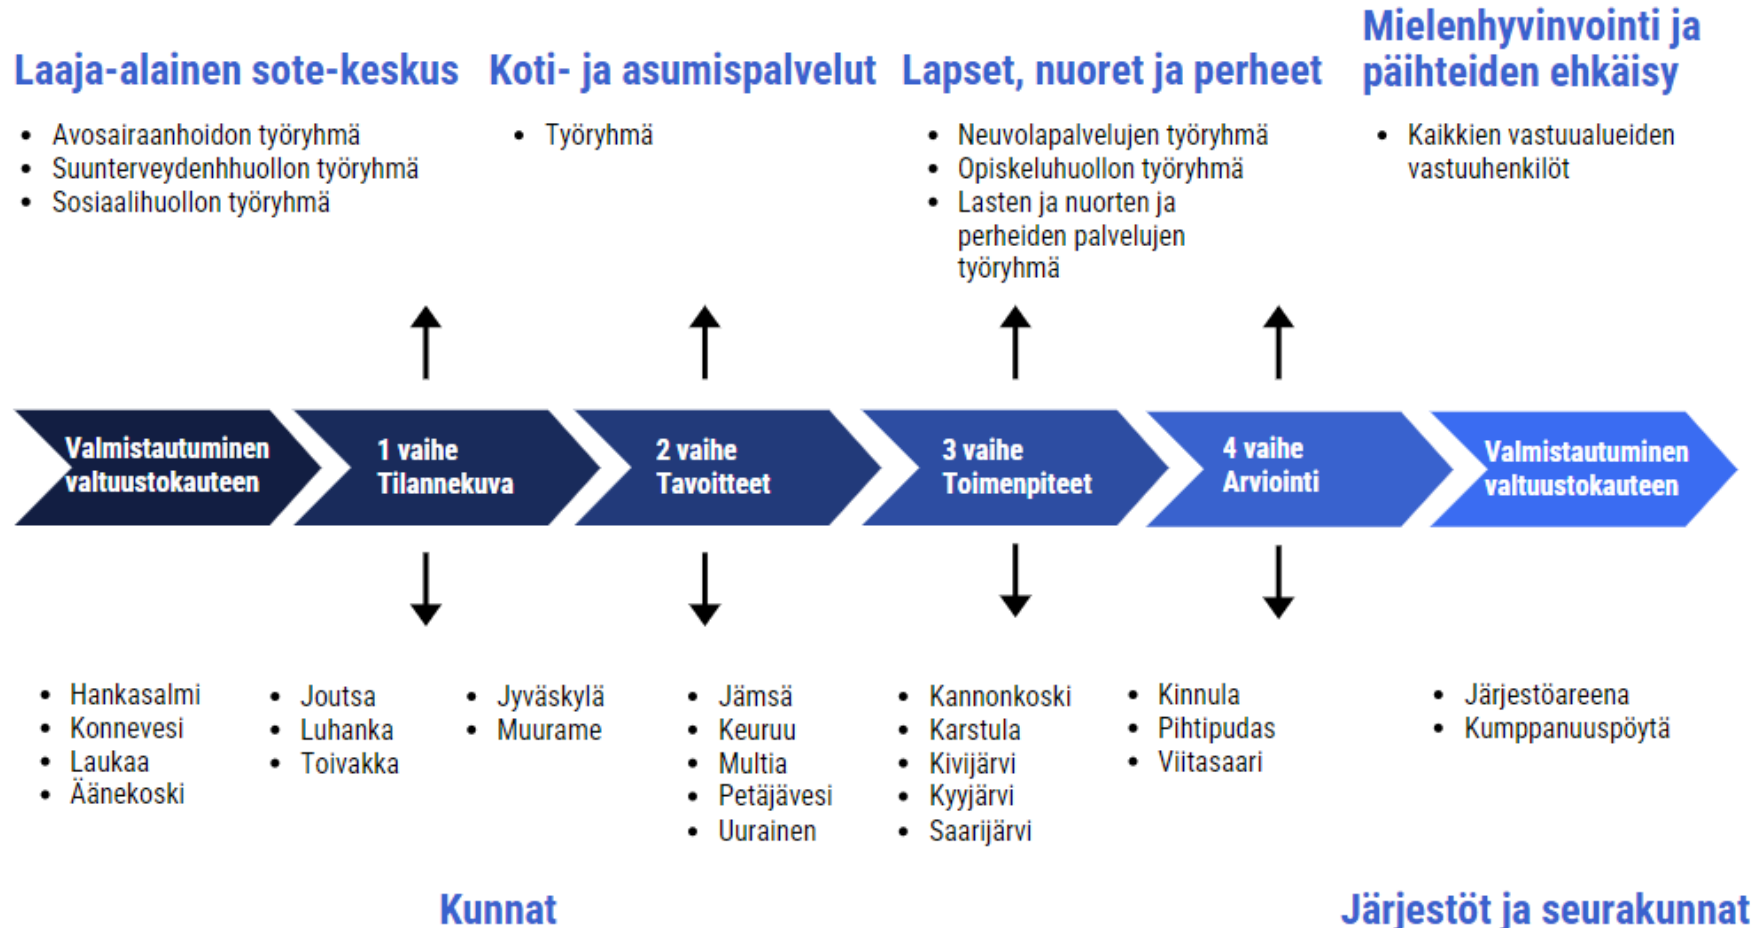 Laaja-alainen sote-keskus
• Avosairaanhoidon työryhmä
• Suunterveydenhhuollon työryhmä
• Sosiaalihuollon työryhmä
Koti- ja asumispalvelut
• Työryhmä
Lapset, nuoret ja perheet
• Neuvolapalvelujen työryhmä
• Opiskeluhuollon työryhmä
• Lasten ja nuorten ja
perheiden palvelujen
työryhmä
Mielenhyvinvointi ja
päihteiden ehkäisy
• Kaikkien vastuualueiden
vastuuhenkilöt
Valmistautuminen
valtuustokauteen
1 vaihe
Tilannekuva
2 vaihe
Tavoitteet
3 vaihe
Toimenpiteet
4 vaihe
Arviointi
Valmistautuminen
valtuustokauteen
• Hankasalmi
• Konnevesi
• Laukaa
• Äänekoski
• Joutsa
• Luhanka
• Toivakka
• Jyväskylä
• Muurame
• Jämsä
• Keuruu
• Multia
• Petäjävesi
• Uurainen
• Kannonkoski
• Karstula
• Kivijärvi
• Kyyjärvi
• Saarijärvi
• Kinnula
• Pihtipudas
• Viitasaari
• Järjestöareena
• Kumppanuuspöytä
Kunnat
Järjestöt ja seurakunnat